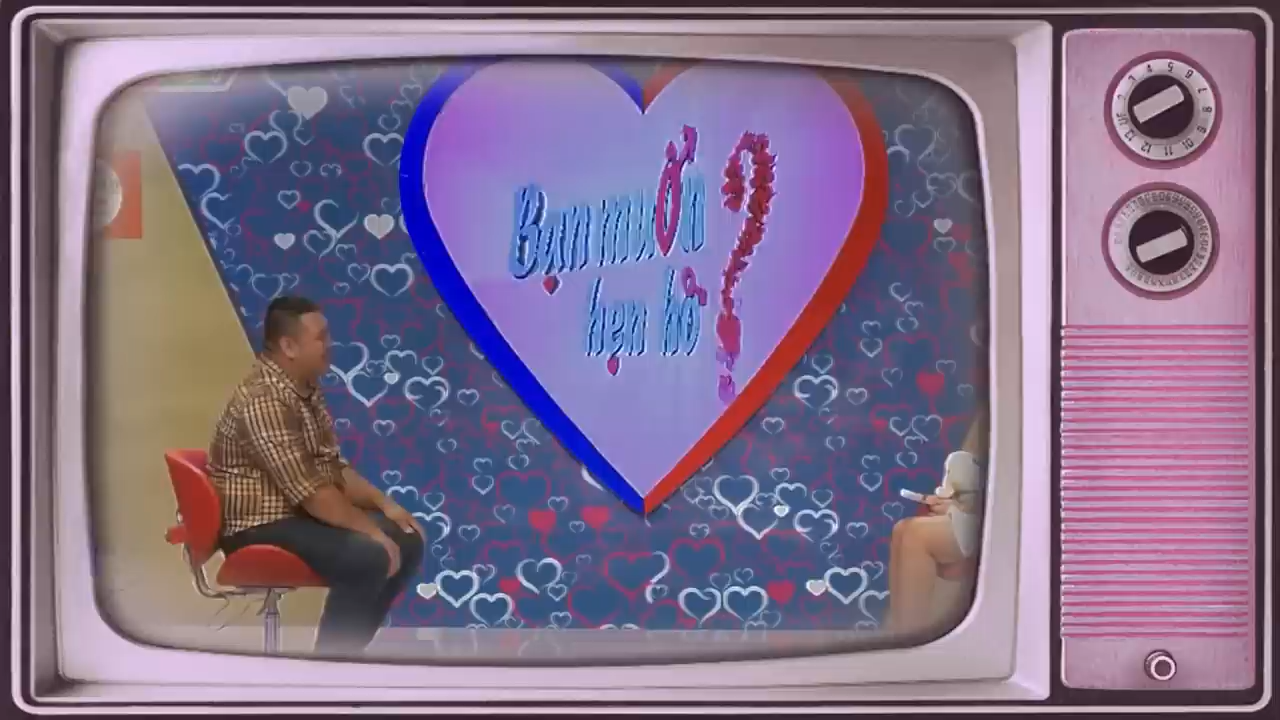 Bạn muốn
hẹn hò ?